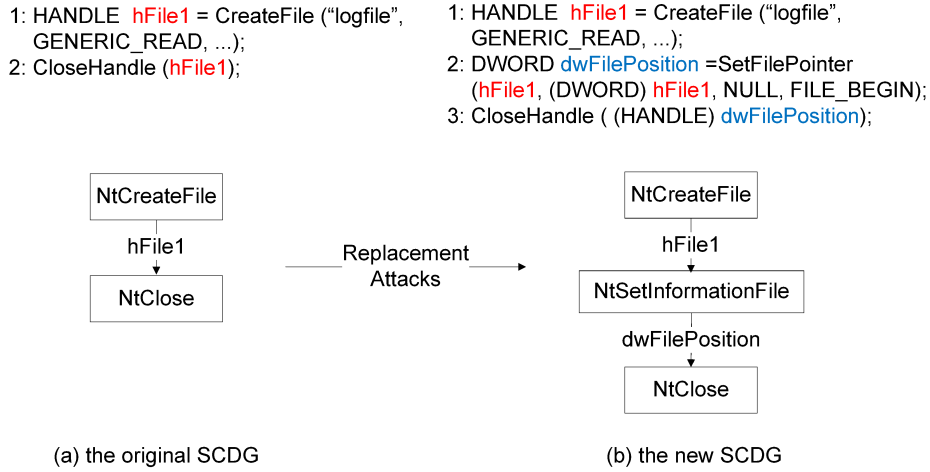 1: HANDLE hFile1 = CreateFile (“logfile”,
GENERIC_READ, ...);
2: CloseHandle (hFile1);
1: HANDLE hFile1 = CreateFile (“logfile”,
GENERIC_READ, ...);
2: DWORD dwFilePosition =SetFilePointer
(hFile1, (DWORD) hFile1, NULL, FILE_BEGIN);
3: CloseHandle ( (HANDLE) dwFilePosition);
NtCreateFile
hFile1
NtClose
Replacement
Attacks
NtCreateFile
hFile1
NtSetInformationFile
dwFilePosition
NtClose
(a) the original SCDG
(b) the new SCDG